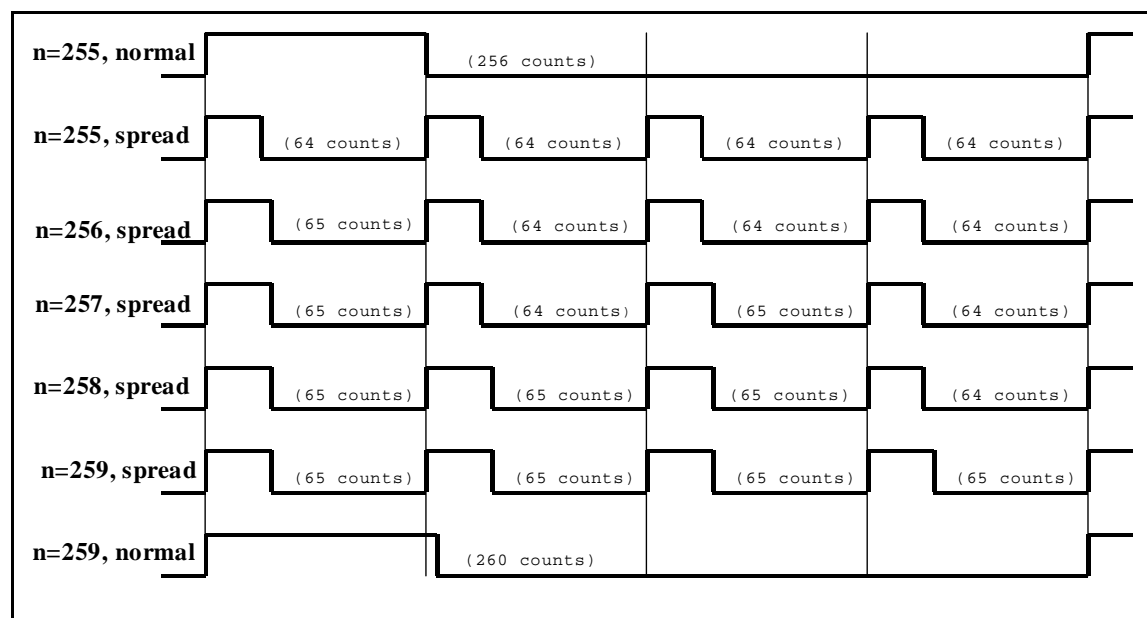 n=255, normal
(256 counts)
n=255, spread
(64 counts) (64 counts) (64 counts) (64 counts)
n=256, spread
(65 counts) (64 counts) (64 counts) (64 counts)
n=257, spread
(65 counts) (64 counts) (65 counts) (64 counts)
n=258, spread
(65 counts) (65 counts) (65 counts) (64 counts)
n=259, spread
(65 counts) (65 counts) (65 counts) (65 counts)
n=259, normal
(260 counts)